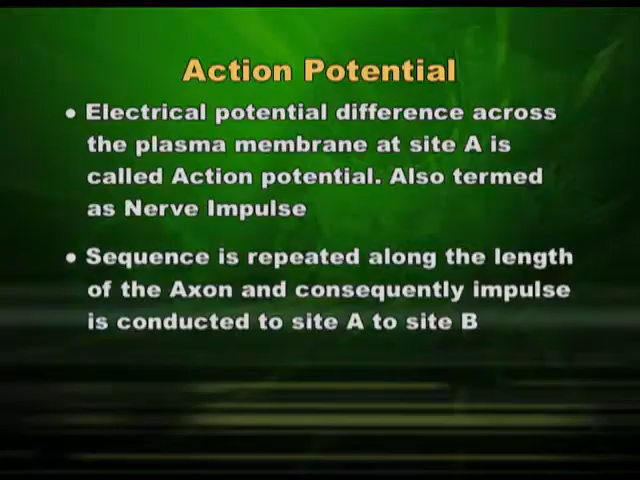 Action Potential
• Electrical potential difference across
the plasma membrane at site A is
called Action potential. Also termed
as Nerve Impulse
• Sequence is repeated along the length
of the Axon and consequently impulse
is conducted to site A to site B